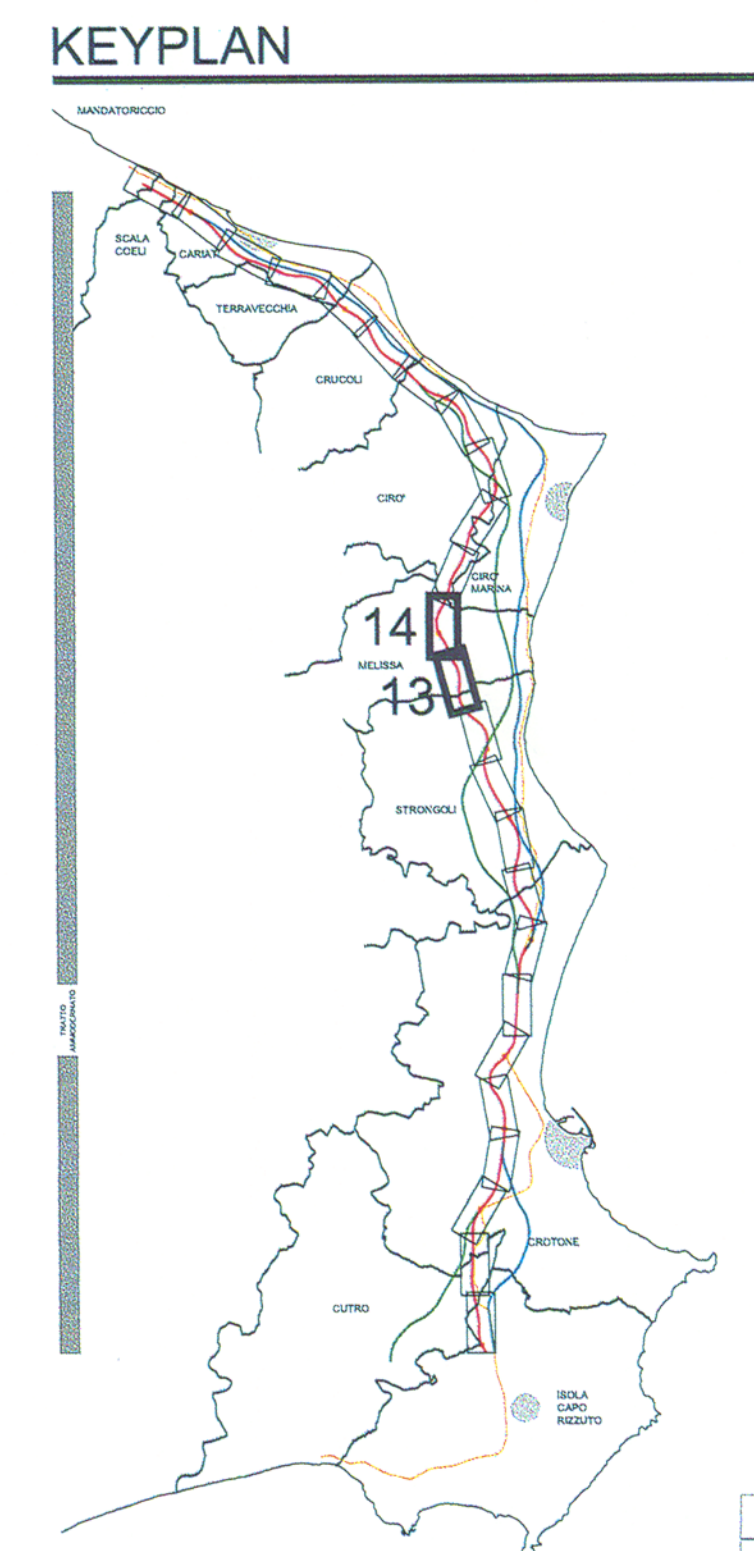 KEYPLAN
MANDATORICCIO
SCALA
COELI
CARIATI
TERRAVECCHIA
CRUCOLI
CIRO'
CIRO'
MARINA
14
MELISSA
13
STRONGOLI
TRATTO
AMMODERNATO
CROTONE
CUTRO
ISOLA
CAPO
RIZZUTO